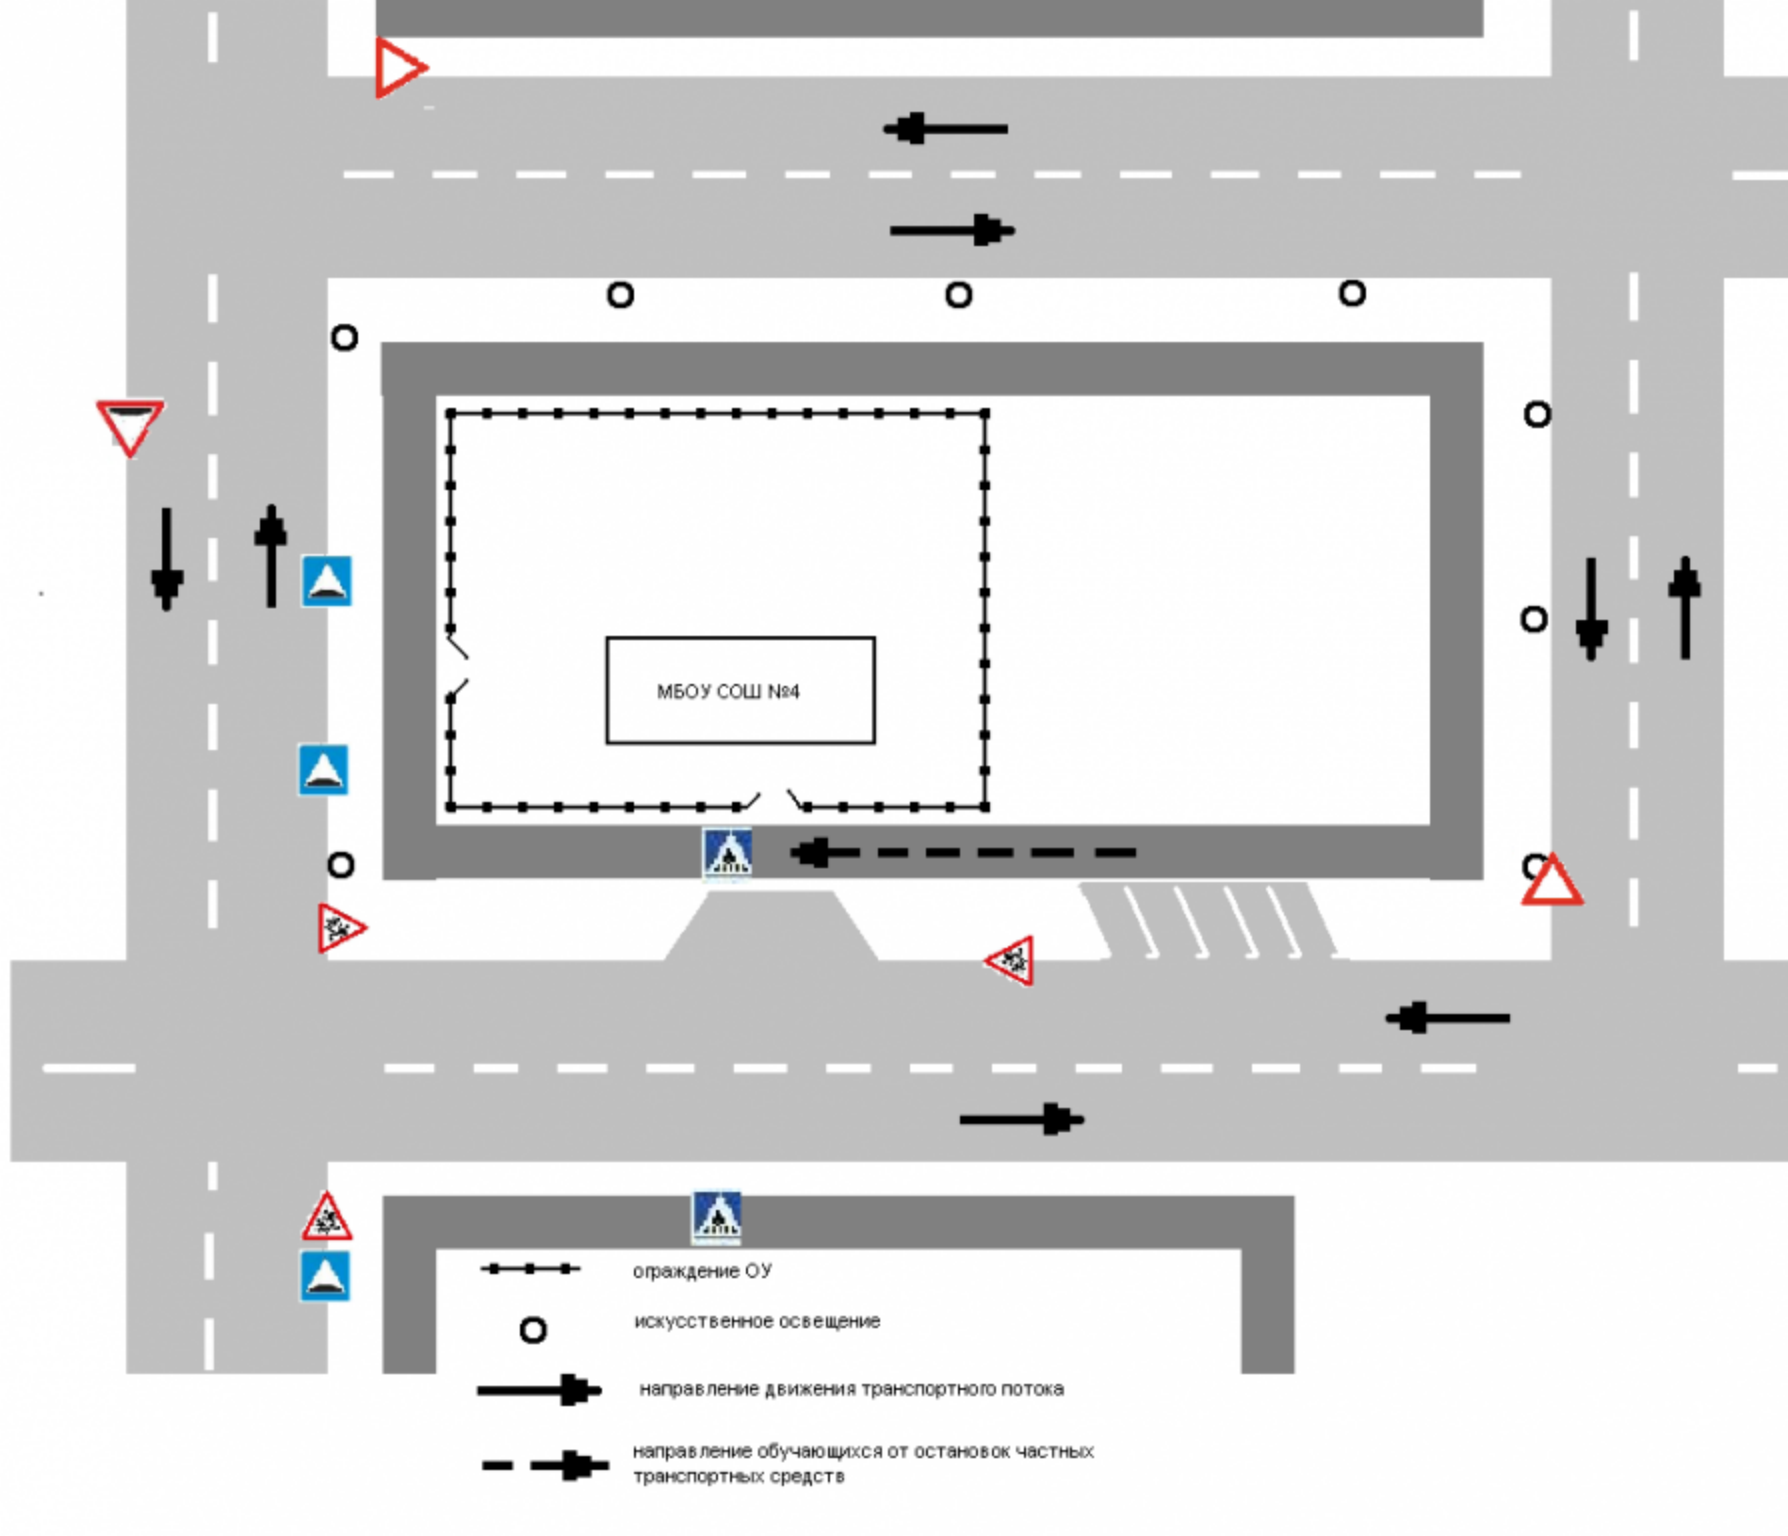 МБОУ СОШ №4
ограждение ОУ
искусственное освещение
направление движения транспортного потока
направление обучающихся от остановок частных
транспортных средств